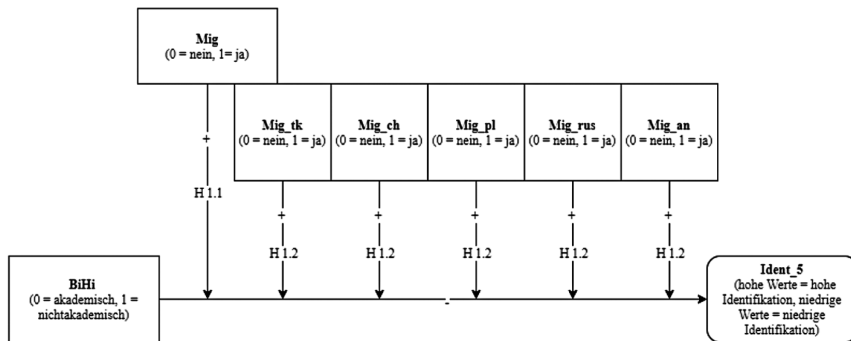 Mig
(0 = nein, 1= ja)
Mig_tk
(0 = nein, 1 = ja)
Mig_ch
(0 = nein, 1 = ja)
Mig_pl
(0 = nein, 1 = ja)
Mig_rus
(0 = nein, 1 = ja)
Mig_an
(0 = nein, 1 = ja)
+
H 1.1
+
H 1.2
+
H 1.2
+
H 1.2
+
H 1.2
+
H 1.2
BiHi
(0 = akademisch, 1 =
nichtakademisch)
-
Ident_5
(hohe Werte = hohe
Identifikation, niedrige
Werte = niedrige
Identifikation)